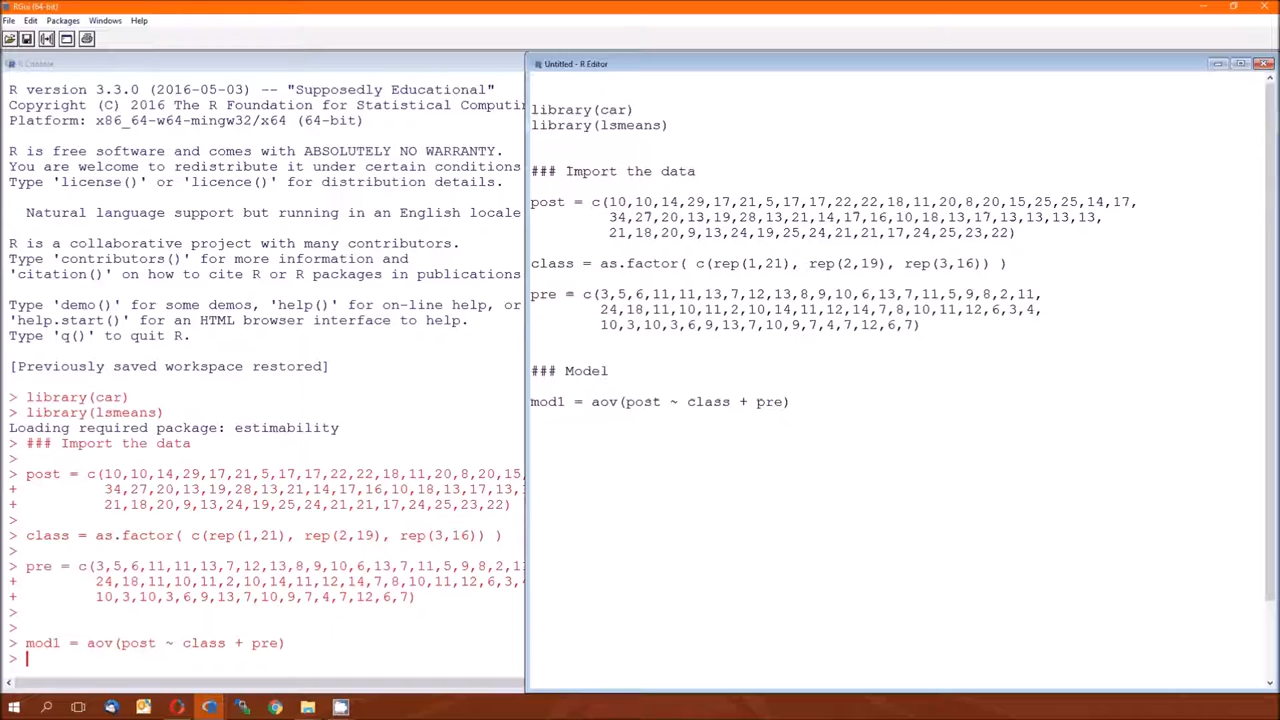 RGui (64-bit)
File Edit Packages Windows Help
R Console
R version 3.3.0 (2016-05-03) -- "Supposedly Educational"
Copyright (C) 2016 The R Foundation for Statistical Computin
Platform: x86_64-w64-mingw32/x64 (64-bit)
R is free software and comes with ABSOLUTELY NO WARRANTY.
You are welcome to redistribute it under certain conditions
Type 'license()' or 'licence()' for distribution details.
Natural language support but running in an English locale
R is a collaborative project with many contributors.
Type 'contributors()' for more information and
'citation()' on how to cite R or R packages in publications
Type 'demo()' for some demos, 'help()' for on-line help, or
'help.start()' for an HTML browser interface to help.
Type 'q()' to quit R.
[Previously saved workspace restored]
> library(car)
> library(lsmeans)
Loading required package: estimability
> ### Import the data
>
> post = c(10,10,14,29,17,21,5,17,17,22,22,18,11,20,8,20,15,
+ 34,27,20,13,19,28,13,21,14,17,16,10,18,13,17,13,
+ 21,18,20,9,13,24,19,25,24,21,21,17,24,25,23,22)
>
> class = as.factor( c(rep(1,21), rep(2,19), rep(3,16)) )
>
> pre = c(3,5,6,11,11,13,7,12,13,8,9,10,6,13,7,11,5,9,8,2,11
+ 24,18,11,10,11,2,10,14,11,12,14,7,8,10,11,12,6,3,4
+ 10,3,10,3,6,9,13,7,10,9,7,4,7,12,6,7)
>
>
> mod1 = aov(post ~ class + pre)
>
Untitled - R Editor
library(car)
library(lsmeans)
### Import the data
post = c(10,10,14,29,17,21,5,17,17,22,22,18,11,20,8,20,15,25,25,14,17,
34,27,20,13,19,28,13,21,14,17,16,10,18,13,17,13,13,13,13,
21,18,20,9,13,24,19,25,24,21,21,17,24,25,23,22)
class = as.factor( c(rep(1,21), rep(2,19), rep(3,16)) )
pre = c(3,5,6,11,11,13,7,12,13,8,9,10,6,13,7,11,5,9,8,2,11,
24,18,11,10,11,2,10,14,11,12,14,7,8,10,11,12,6,3,4,
10,3,10,3,6,9,13,7,10,9,7,4,7,12,6,7)
### Model
mod1 = aov(post ~ class + pre)